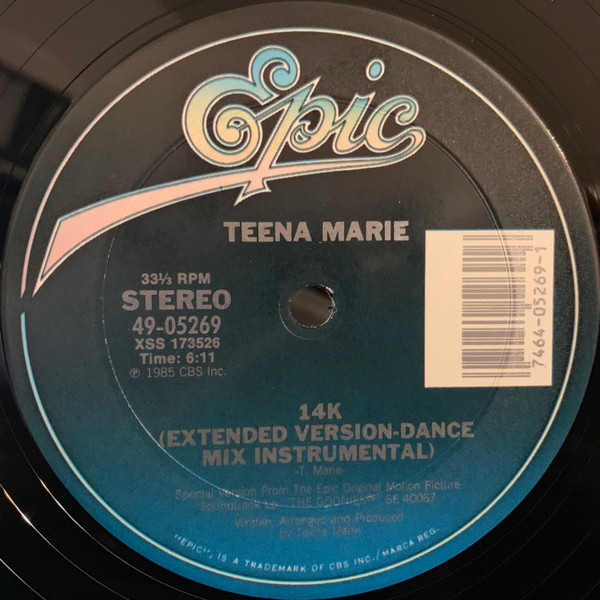 Epic
TEENA MARIE
33⅓ RPM
STEREO
49-05269
XSS 173526
Time: 6:11
℗ 1985 CBS Inc.
7464-05269-1
14K
(EXTENDED VERSION-DANCE
MIX INSTRUMENTAL)
-T. Marie-
Special Version From The Epic Original Motion Picture
Soundtrack LP "THE GOONIES" SE 40067
Written, Arranged and Produced
by Teena Marie
"EPIC", IS A TRADEMARK OF CBS INC./MARCA REG.